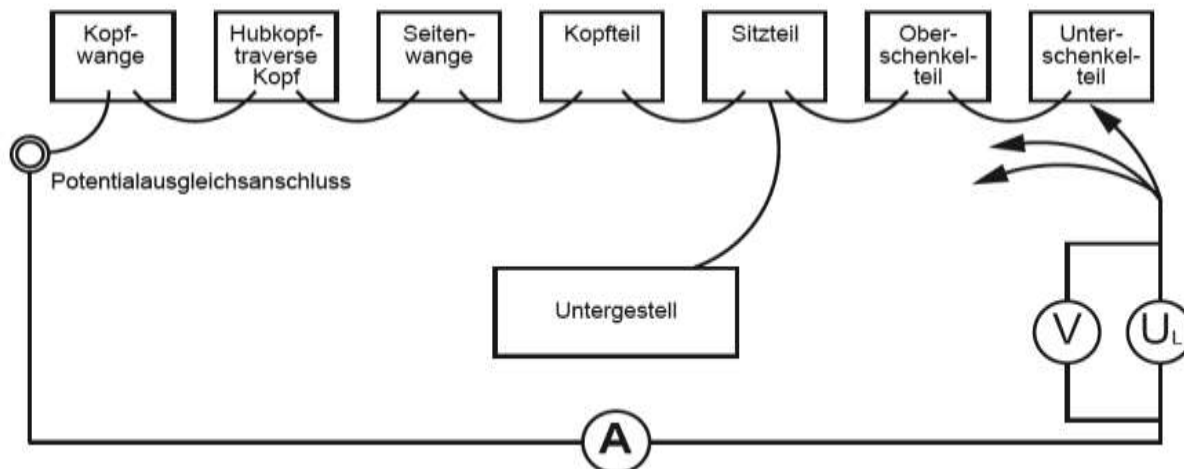 Kopf-
wange
Hubkopf-
traverse
Kopf
Seiten-
wange
Kopfteil
Sitzteil
Ober-
schenkel-
teil
Unter-
schenkel-
teil
Potentialausgleichsanschluss
Untergestell
V
UL
A